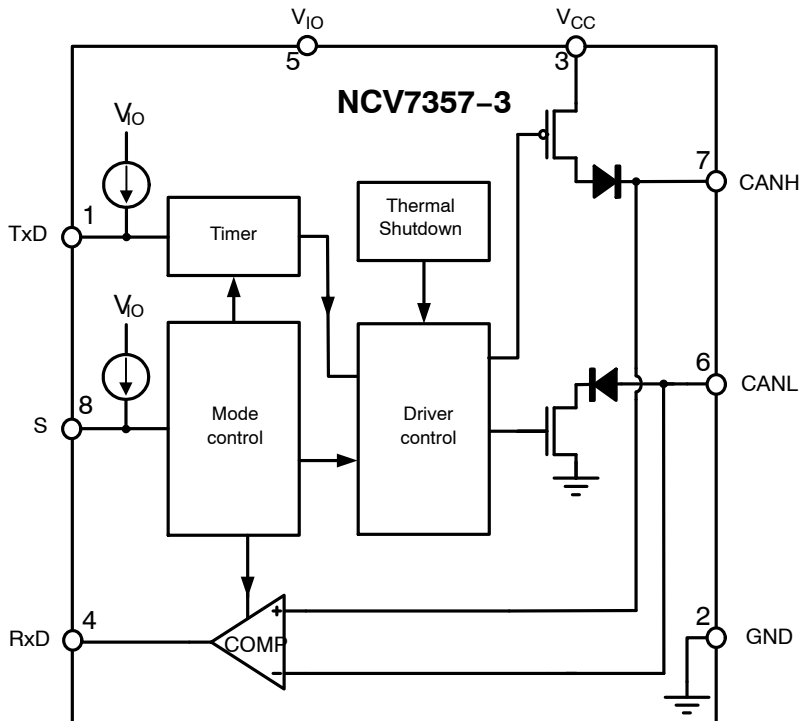 VIO
VCC
5
3
NCV7357–3
VIO
7
CANH
1
TxD
Timer
Thermal
Shutdown
VIO
6
CANL
8
S
Mode
control
Driver
control
4
RxD
+
COMP
–
2
GND